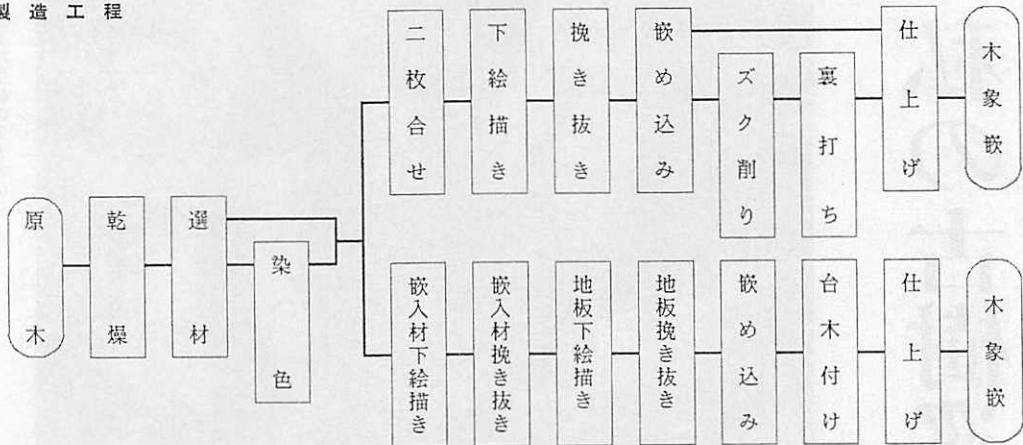 製造工程
原木
乾燥
選材
染色
二枚合せ
下絵描き
挽き抜き
嵌め込み
ズク削り
裏打ち
仕上げ
木象嵌
嵌入材下絵描き
嵌入材挽き抜き
地板下絵描き
地板挽き抜き
嵌め込み
台木付け
仕上げ
木象嵌